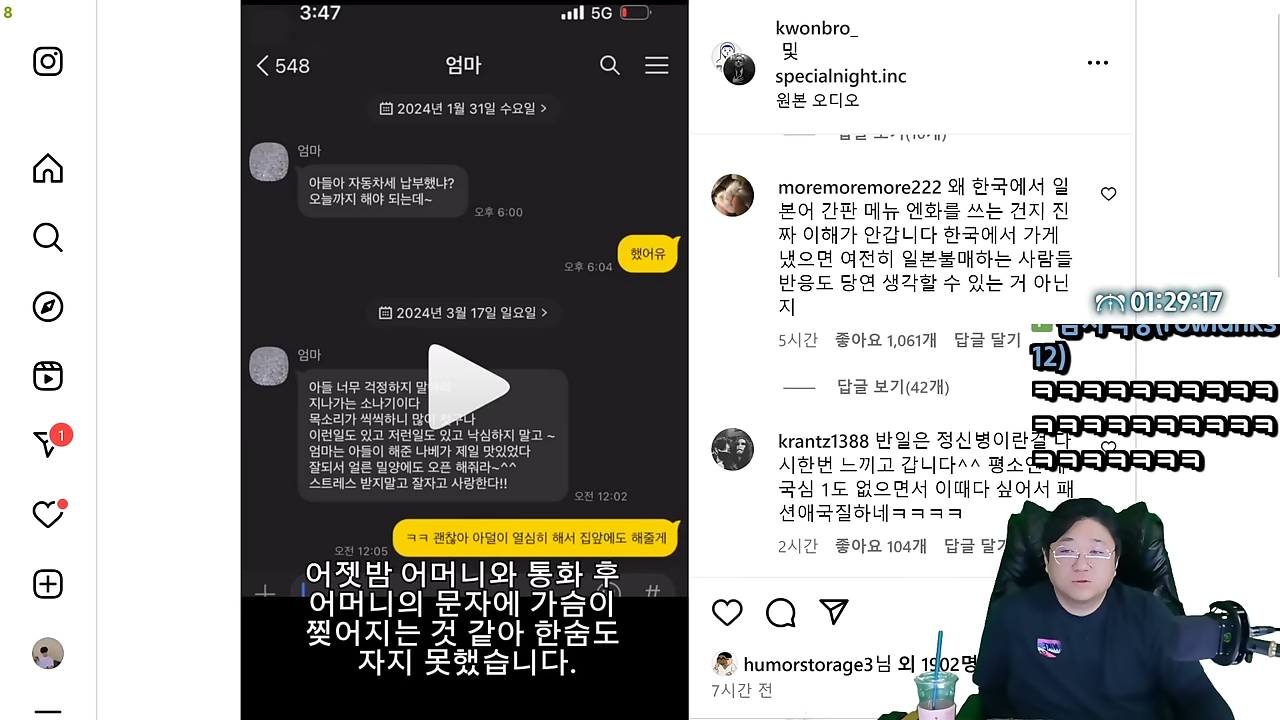 8
3:47
5G
548
엄마
2024년 1월 31일 수요일 >
엄마
아들아 자동차세 납부했냐?
오늘까지 해야 되는데~
오후 6:00
했어유
오후 6:04
2024년 3월 17일 일요일 >
엄마
아들 너무 걱정하지
지나가는 소나기이다
목소리가 씩씩하니
이런일도 있고 저런일도 있고 낙심하지 말고 ~
엄마는 아들이 해준 나베가 제일 맛있었다
잘되서 얼른 밀양에도 오픈 해줘라~^^
스트레스 받지말고 잘자고 사랑한다!!
오전 12:02
ㅋㅋ 괜찮아 아덜이 열심히 해서 집앞에도 해줄게
오전 12:05
어젯밤 어머니와 통화 후
어머니의 문자에 가슴이
찢어지는 것 같아 한숨도
자지 못했습니다.
1
kwonbro_
및
specialnight.inc
원본 오디오
moremoremore222 왜 한국에서 일
본어 간판 메뉴 엔화를 쓰는 건지 진
짜 이해가 안갑니다 한국에서 가게
냈으면 여전히 일본불매하는 사람들
반응도 당연 생각할 수 있는 거 아닌
지
5시간 좋아요 1,061개 답글 달기
답글 보기(42개)
krantz1388 반일은 정신병이란걸 다
시한번 느끼고 갑니다^^ 평소엔
국심 1도 없으면서 이때다 싶어서 패
션애국질하네ㅋㅋㅋㅋ
2시간 좋아요 104개 답글 달기
humorstorage3님 외 1902명
7시간 전
01:29:17
12)
ㅋㅋㅋㅋㅋㅋㅋㅋㅋㅋ
ㅋㅋㅋㅋㅋㅋㅋㅋㅋㅋ
ㅋㅋㅋㅋㅋㅋㅋ